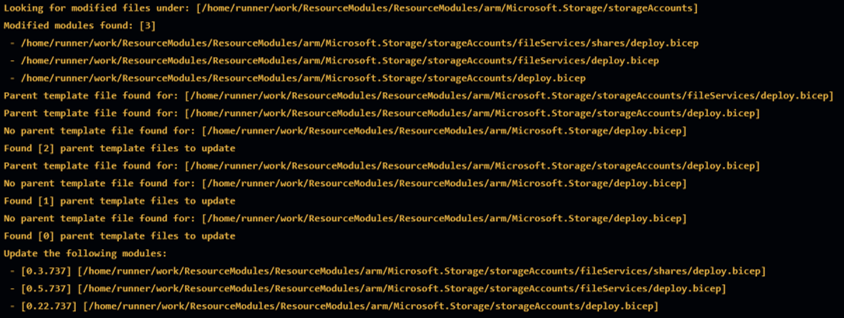 Looking for modified files under: [/home/runner/work/ResourceModules/ResourceModules/arm/Microsoft.Storage/storageAccounts]
Modified modules found: [3]
- /home/runner/work/ResourceModules/ResourceModules/arm/Microsoft.Storage/storageAccounts/fileServices/shares/deploy.bicep
- /home/runner/work/ResourceModules/ResourceModules/arm/Microsoft.Storage/storageAccounts/fileServices/deploy.bicep
- /home/runner/work/ResourceModules/ResourceModules/arm/Microsoft.Storage/storageAccounts/deploy.bicep
Parent template file found for: [/home/runner/work/ResourceModules/ResourceModules/arm/Microsoft.Storage/storageAccounts/fileServices/deploy.bicep]
Parent template file found for: [/home/runner/work/ResourceModules/ResourceModules/arm/Microsoft.Storage/storageAccounts/deploy.bicep]
No parent template file found for: [/home/runner/work/ResourceModules/ResourceModules/arm/Microsoft.Storage/deploy.bicep]
Found [2] parent template files to update
Parent template file found for: [/home/runner/work/ResourceModules/ResourceModules/arm/Microsoft.Storage/storageAccounts/deploy.bicep]
No parent template file found for: [/home/runner/work/ResourceModules/ResourceModules/arm/Microsoft.Storage/deploy.bicep]
Found [1] parent template files to update
No parent template file found for: [/home/runner/work/ResourceModules/ResourceModules/arm/Microsoft.Storage/deploy.bicep]
Found [0] parent template files to update
Update the following modules:
- [0.3.737] [/home/runner/work/ResourceModules/ResourceModules/arm/Microsoft.Storage/storageAccounts/fileServices/shares/deploy.bicep]
- [0.5.737] [/home/runner/work/ResourceModules/ResourceModules/arm/Microsoft.Storage/storageAccounts/fileServices/deploy.bicep]
- [0.22.737] [/home/runner/work/ResourceModules/ResourceModules/arm/Microsoft.Storage/storageAccounts/deploy.bicep]